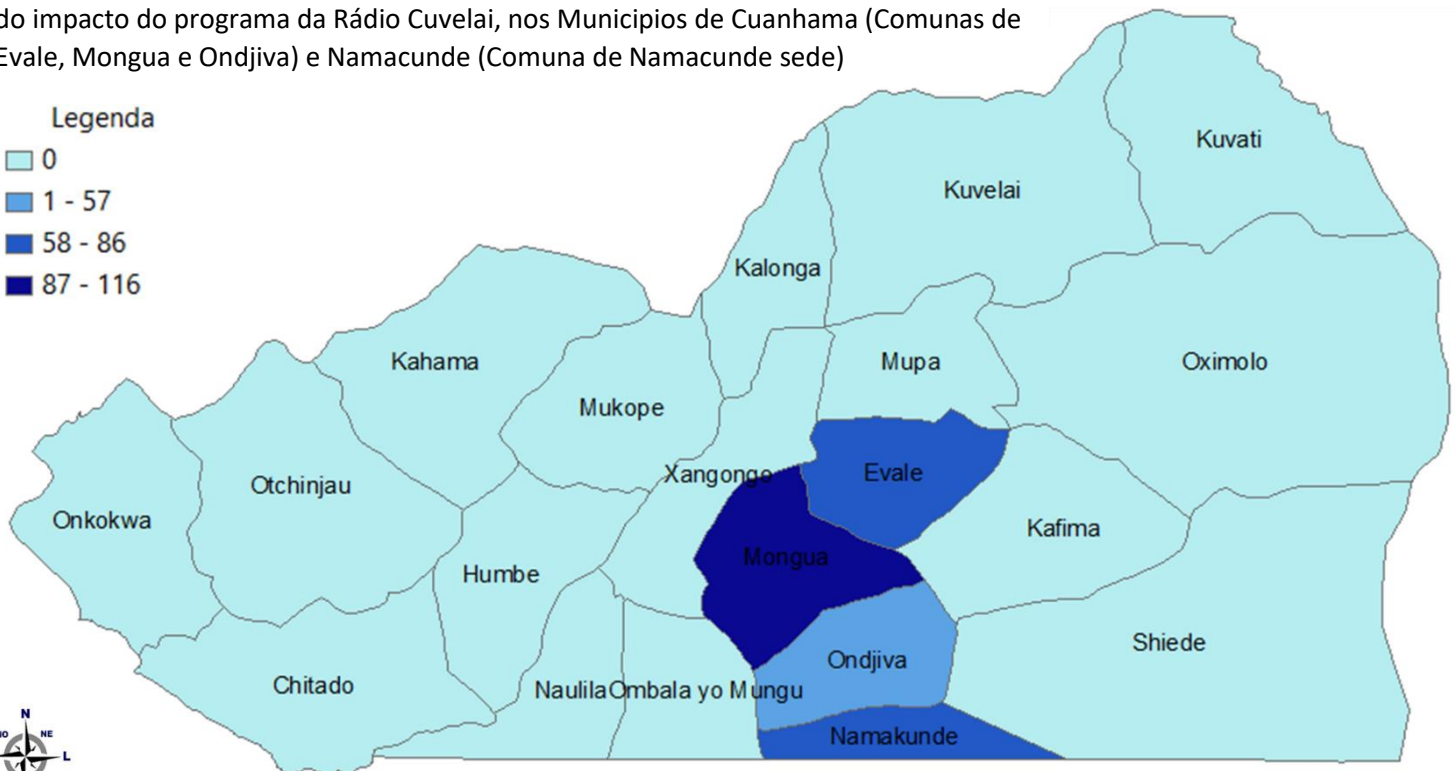 do impacto do programa da Rádio Cuvelai, nos Municipios de Cuanhama (Comunas de
Evale, Mongua e Ondjiva) e Namacunde (Comuna de Namacunde sede)
Legenda
0
1 - 57
58 - 86
87 - 116
Kuvati
Kuvelai
Kalonga
Kahama
Mupa
Oximolo
Mukope
Xangongo
Evale
Otchinjau
Onkokwa
Kafima
Mongua
Humbe
Shiede
Ondjiva
Chitado
Naulila
Ombala yo Mungu
Namakunde
N
NE
L